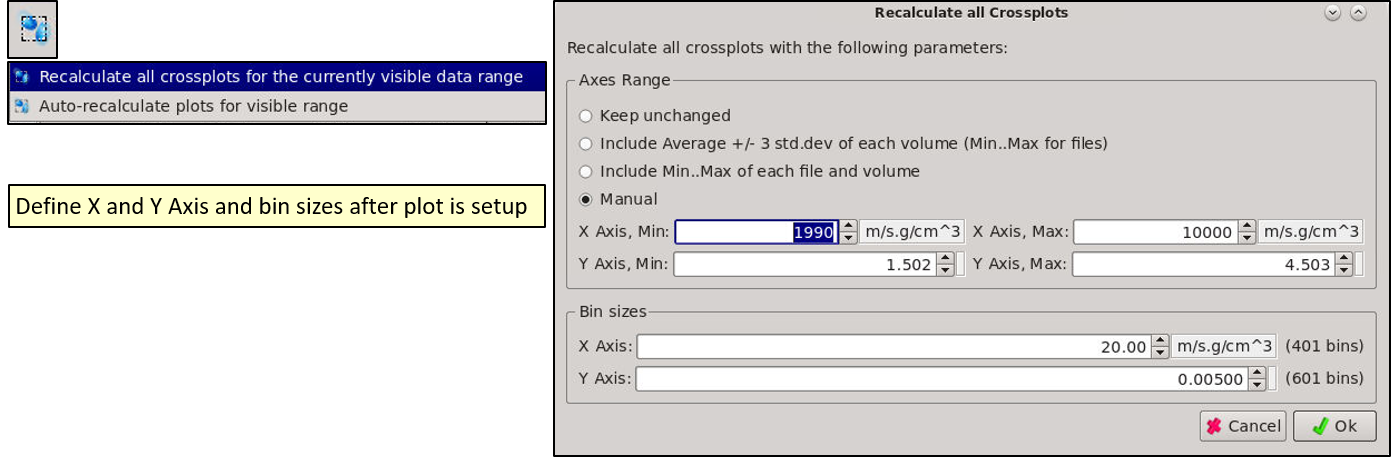 Recalculate all crossplots for the currently visible data range
Auto-recalculate plots for visible range
Define X and Y Axis and bin sizes after plot is setup
Recalculate all Crossplots
Recalculate all crossplots with the following parameters:
Axes Range
Keep unchanged
Include Average +/- 3 std.dev of each volume (Min..Max for files)
Include Min..Max of each file and volume
Manual
X Axis, Min: 1990 m/s.g/cm^3 X Axis, Max: 10000 m/s.g/cm^3
Y Axis, Min: 1.502 Y Axis, Max: 4.503
Bin sizes
X Axis: 20.00 m/s.g/cm^3 (401 bins)
Y Axis: 0.00500 (601 bins)
Cancel Ok